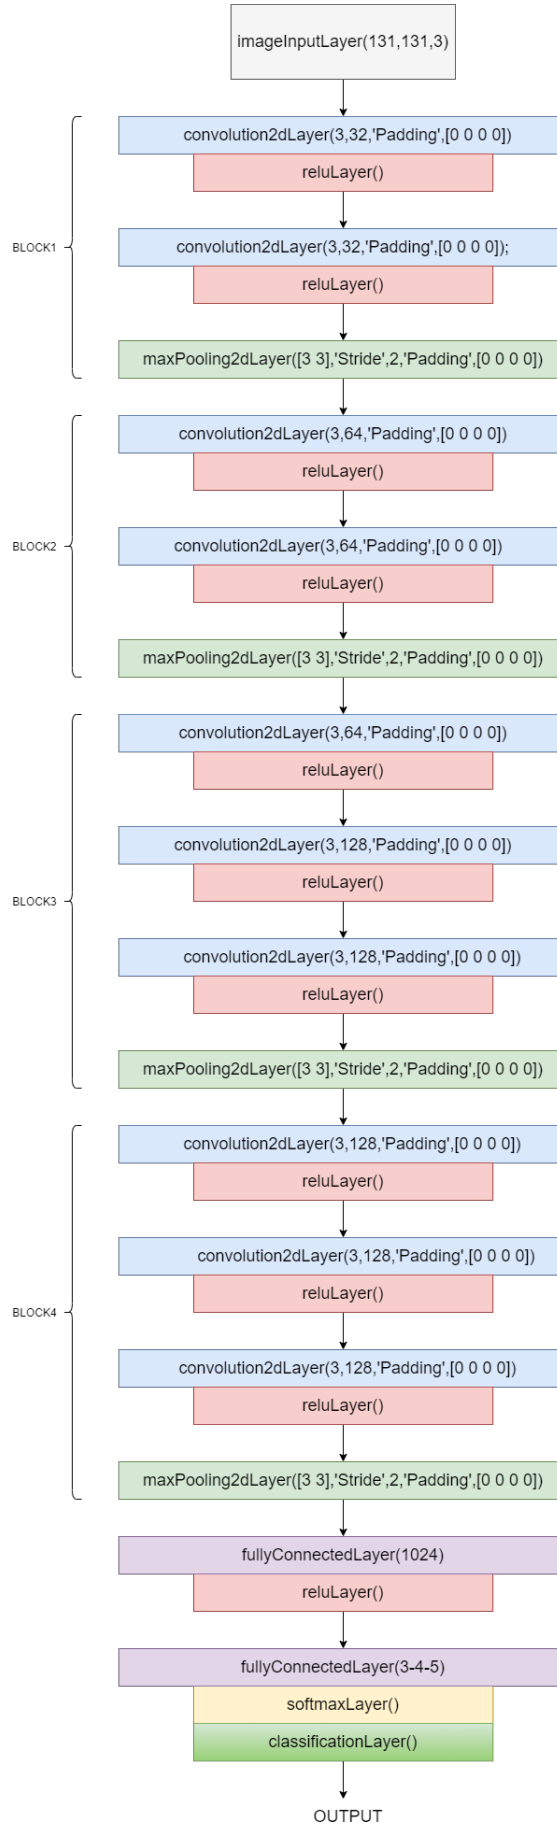 imageInputLayer(131,131,3)
BLOCK1
convolution2dLayer(3,32,'Padding',[0 0 0 0])
reluLayer()
convolution2dLayer(3,32,'Padding',[0 0 0 0]);
reluLayer()
maxPooling2dLayer([3 3],'Stride',2,'Padding',[0 0 0 0])
BLOCK2
convolution2dLayer(3,64,'Padding',[0 0 0 0])
reluLayer()
convolution2dLayer(3,64,'Padding',[0 0 0 0])
reluLayer()
maxPooling2dLayer([3 3],'Stride',2,'Padding',[0 0 0 0])
BLOCK3
convolution2dLayer(3,64,'Padding',[0 0 0 0])
reluLayer()
convolution2dLayer(3,128,'Padding',[0 0 0 0])
reluLayer()
convolution2dLayer(3,128,'Padding',[0 0 0 0])
reluLayer()
maxPooling2dLayer([3 3],'Stride',2,'Padding',[0 0 0 0])
BLOCK4
convolution2dLayer(3,128,'Padding',[0 0 0 0])
reluLayer()
convolution2dLayer(3,128,'Padding',[0 0 0 0])
reluLayer()
convolution2dLayer(3,128,'Padding',[0 0 0 0])
reluLayer()
maxPooling2dLayer([3 3],'Stride',2,'Padding',[0 0 0 0])
fullyConnectedLayer(1024)
reluLayer()
fullyConnectedLayer(3-4-5)
softmaxLayer()
classificationLayer()
OUTPUT